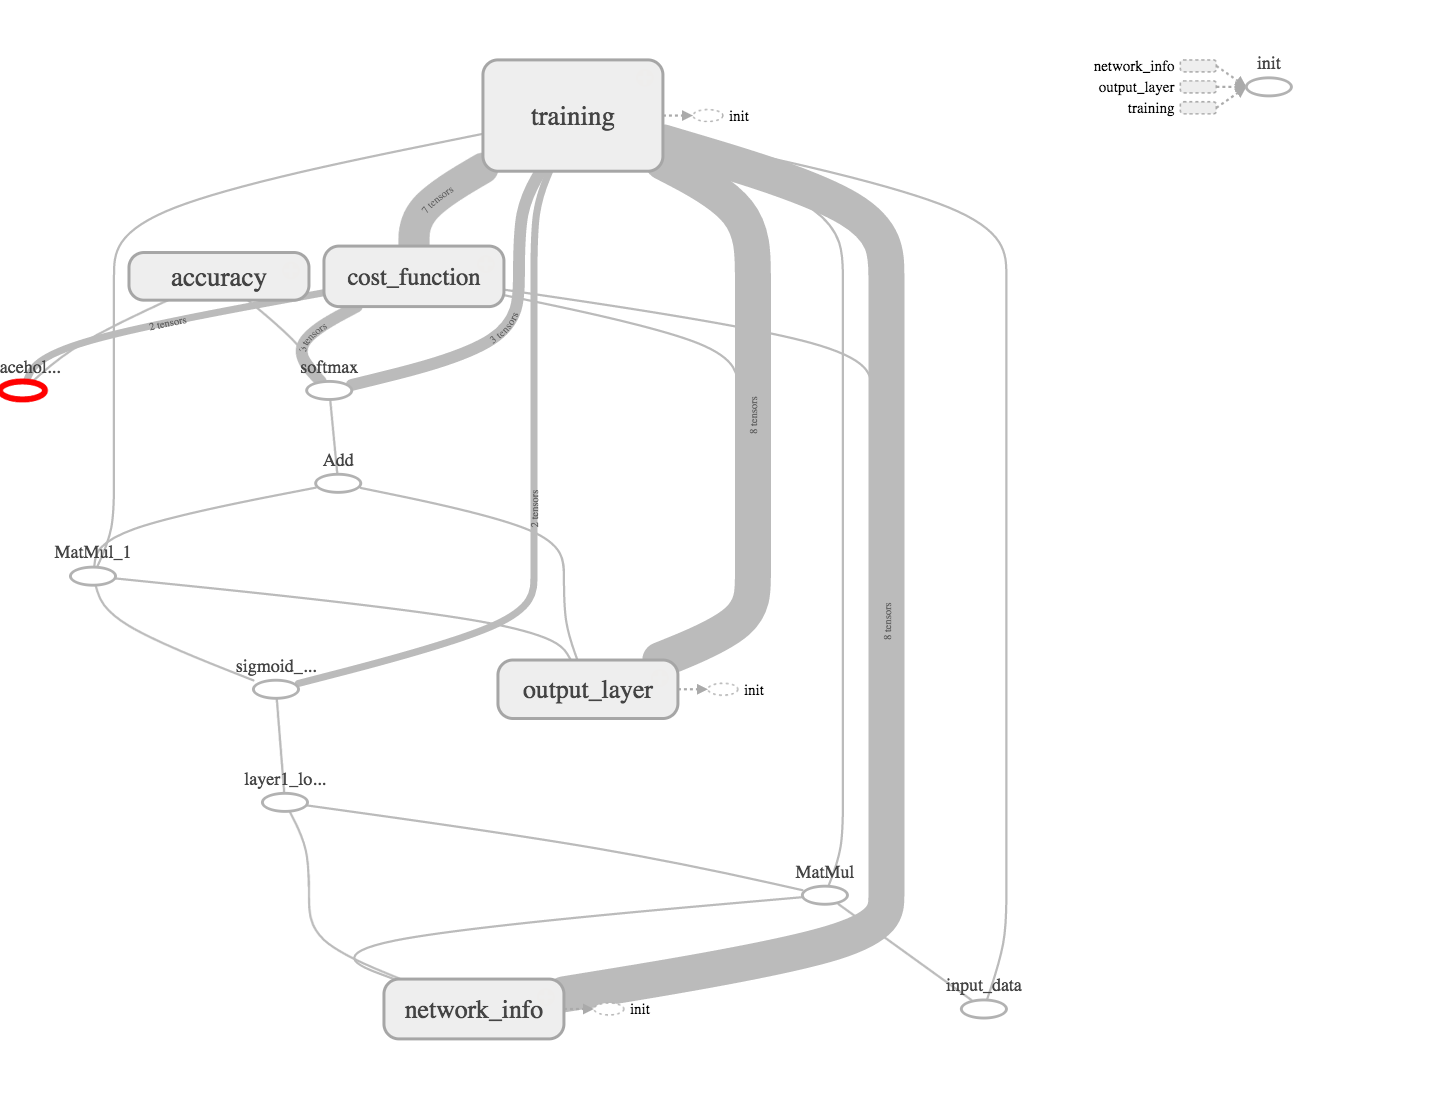 network_info
init
output_layer
training
training
init
7 tensors
accuracy
cost_function
2 tensors
3 tensors
3 tensors
acehol...
softmax
8 tensors
Add
2 tensors
MatMul_1
8 tensors
sigmoid_...
output_layer
init
layer1_lo...
MatMul
input_data
network_info
init